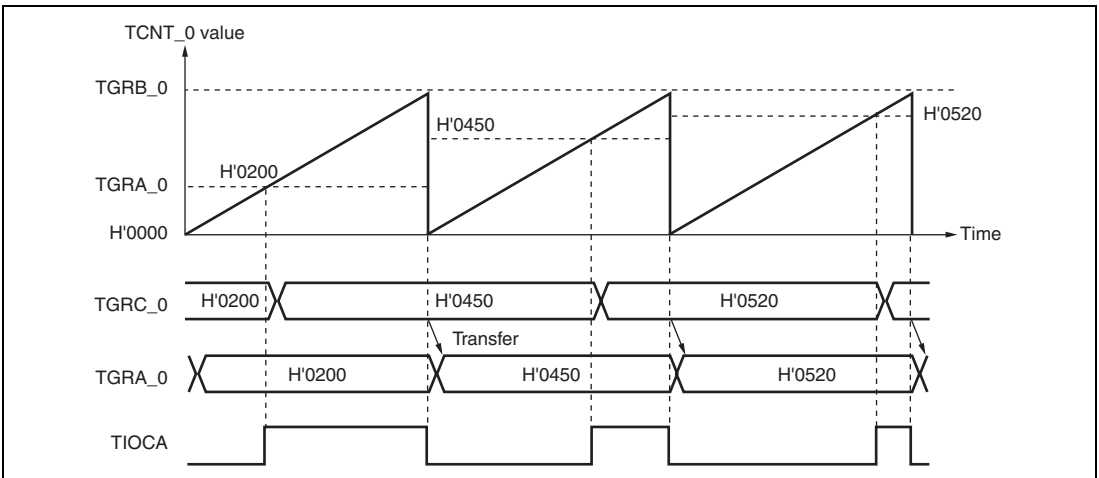 TCNT_0 value
TGRB_0
H'0520
H'0450
H'0200
TGRA_0
H'0000
Time
TGRC_0 H'0200 H'0450 H'0520
Transfer
TGRA_0 H'0200 H'0450 H'0520
TIOCA